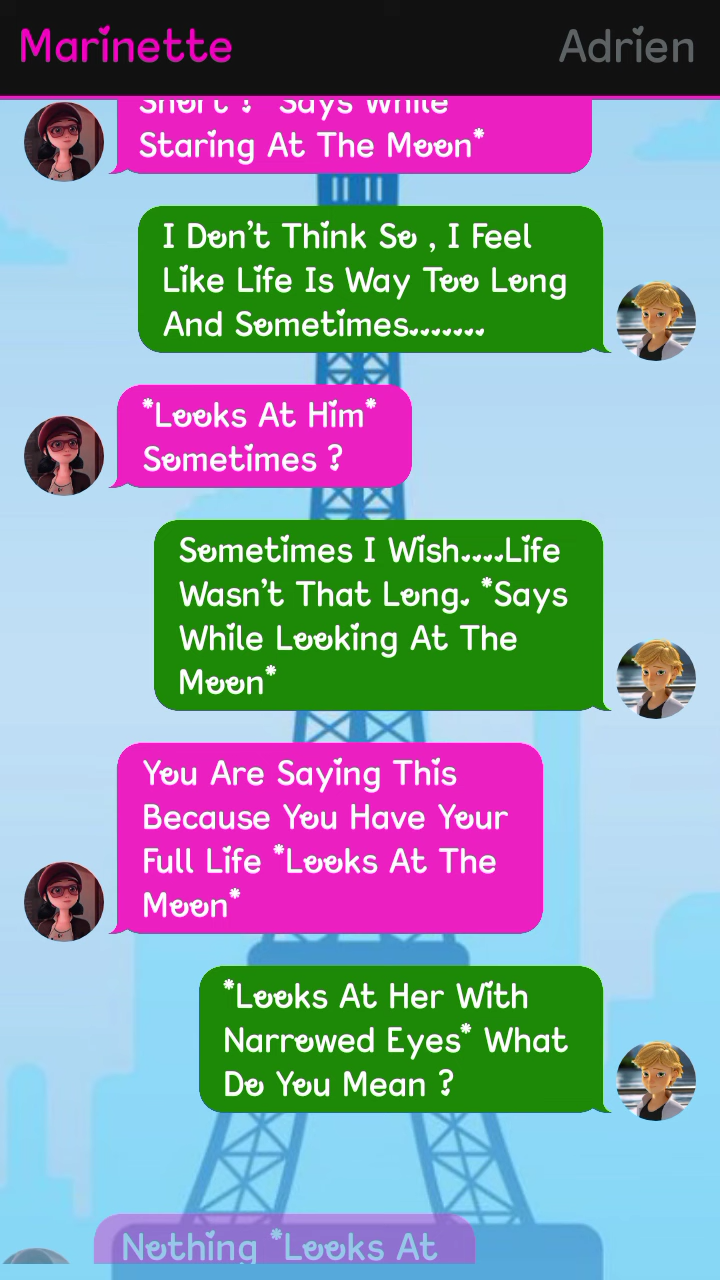 Marinette
Adrien
Short ? *Says While
Staring At The Moon*
I Don't Think So , I Feel
Like Life Is Way Too Long
And Sometimes.......
*Looks At Him*
Sometimes ?
Sometimes I Wish....Life
Wasn't That Long. *Says
While Looking At The
Moon*
You Are Saying This
Because You Have Your
Full Life *Looks At The
Moon*
*Looks At Her With
Narrowed Eyes* What
Do You Mean ?
Nothing *Looks At